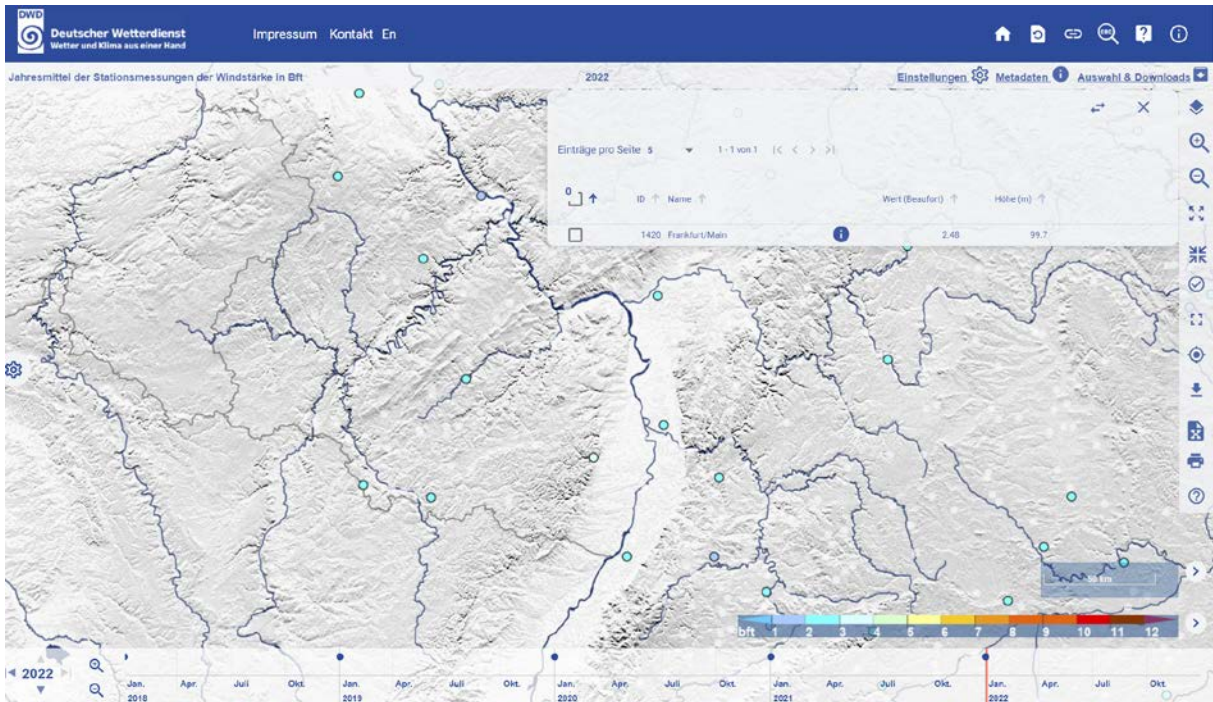 DWD
Deutscher Wetterdienst
Wetter und Klima aus einer Hand
Impressum Kontakt En
Jahresmittel der Stationsmessungen der Windstärke in Bft
2022
Einstellungen Metadaten Auswahl & Downloads
Einträge pro Seite 5 1 - 1 von 1
0 ID Name Wert (Beaufort) Höhe (m)
1420 Frankfurt/Main 2.48 99.7
50 km
bft 1 2 3 4 5 6 7 8 9 10 11 12
2022
Jan. Apr. Juli Okt. Jan. Apr. Juli Okt. Jan. Apr. Juli Okt. Jan. Apr. Juli Okt. Jan. Apr. Juli Okt.
2018 2019 2020 2021 2022